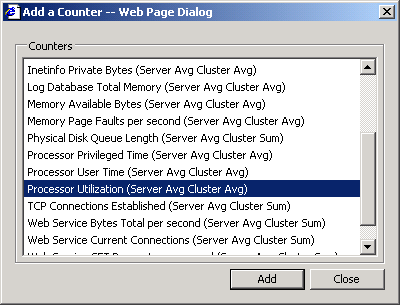 Add a Counter -- Web Page Dialog
Counters
Inetinfo Private Bytes (Server Avg Cluster Avg)
Log Database Total Memory (Server Avg Cluster Avg)
Memory Available Bytes (Server Avg Cluster Avg)
Memory Page Faults per second (Server Avg Cluster Avg)
Physical Disk Queue Length (Server Avg Cluster Sum)
Processor Privileged Time (Server Avg Cluster Avg)
Processor User Time (Server Avg Cluster Avg)
Processor Utilization (Server Avg Cluster Avg)
TCP Connections Established (Server Avg Cluster Sum)
Web Service Bytes Total per second (Server Avg Cluster Sum)
Web Service Current Connections (Server Avg Cluster Sum)
Add Close